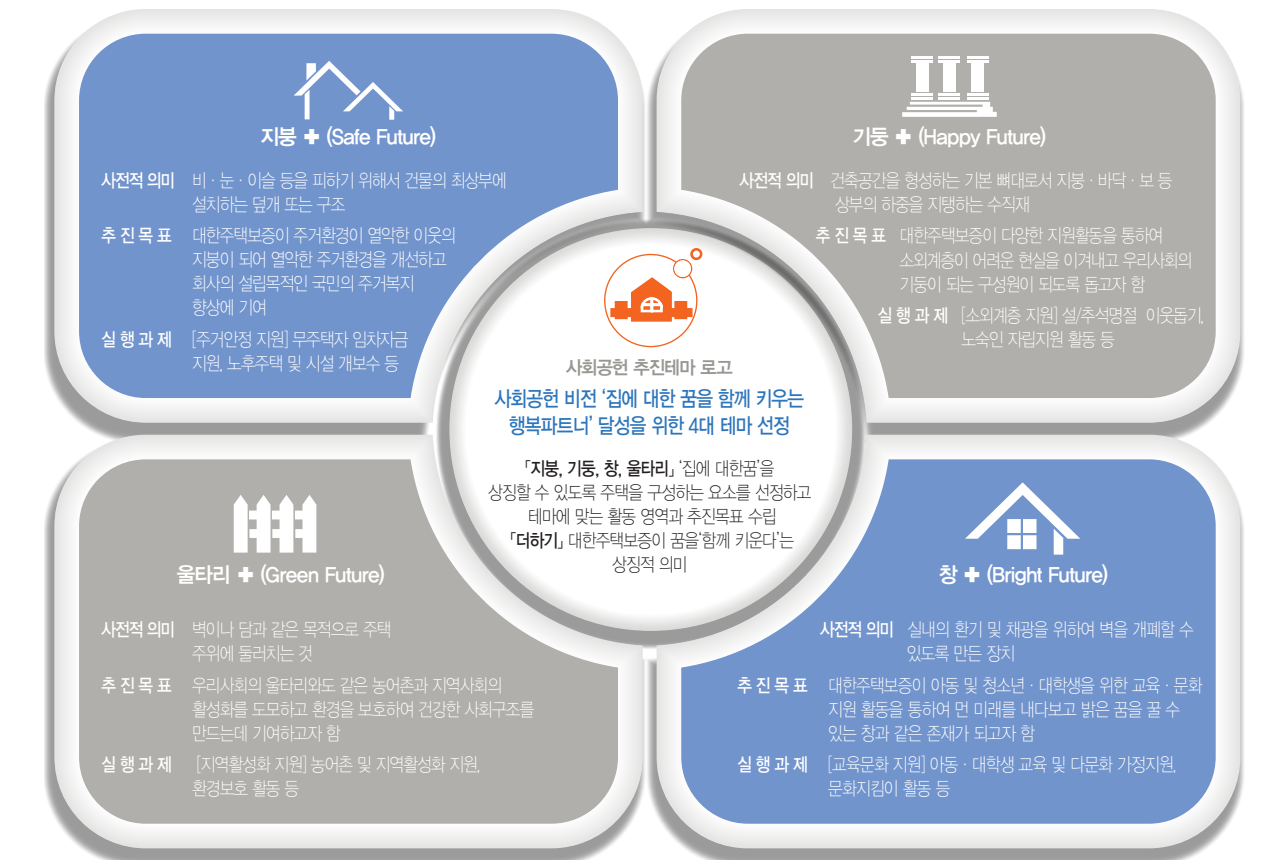 지붕 ✚ (Safe Future)
사전적 의미 비 · 눈 · 이슬 등을 피하기 위해서 건물의 최상부에
설치하는 덮개 또는 구조
추진목표 대한주택보증이 주거환경이 열악한 이웃의
지붕이 되어 열악한 주거환경을 개선하고
회사의 설립목적인 국민의 주거복지
향상에 기여
실행과제 [주거안정 지원] 무주택자 임차자금
지원, 노후주택 및 시설 개보수 등
기둥 ✚ (Happy Future)
사전적 의미 건축공간을 형성하는 기본 뼈대로서 지붕 · 바닥 · 보 등
상부의 하중을 지탱하는 수직재
추진목표 대한주택보증이 다양한 지원활동을 통하여
소외계층이 어려운 현실을 이겨내고 우리사회의
기둥이 되는 구성원이 되도록 돕고자 함
실행과제 [소외계층 지원] 설/추석명절 이웃돕기,
노숙인 자립지원 활동 등
사회공헌 추진테마 로고
사회공헌 비전 ‘집에 대한 꿈을 함께 키우는
행복파트너’ 달성을 위한 4대 테마 선정
「지붕, 기둥, 창, 울타리」 ‘집에 대한꿈’을
상징할 수 있도록 주택을 구성하는 요소를 선정하고
테마에 맞는 활동 영역과 추진목표 수립
「더하기」 대한주택보증이 꿈을‘함께 키운다’는
상징적 의미
울타리 ✚ (Green Future)
사전적 의미 벽이나 담과 같은 목적으로 주택
주위에 둘러치는 것
추진목표 우리사회의 울타리와도 같은 농어촌과 지역사회의
활성화를 도모하고 환경을 보호하여 건강한 사회구조를
만드는데 기여하고자 함
실행과제 [지역활성화 지원] 농어촌 및 지역활성화 지원,
환경보호 활동 등
창 ✚ (Bright Future)
사전적 의미 실내의 환기 및 채광을 위하여 벽을 개폐할 수
있도록 만든 장치
추진목표 대한주택보증이 아동 및 청소년 · 대학생을 위한 교육 · 문화
지원 활동을 통하여 먼 미래를 내다보고 밝은 꿈을 꿀 수
있는 창과 같은 존재가 되고자 함
실행과제 [교육문화 지원] 아동 · 대학생 교육 및 다문화 가정지원,
문화지킴이 활동 등